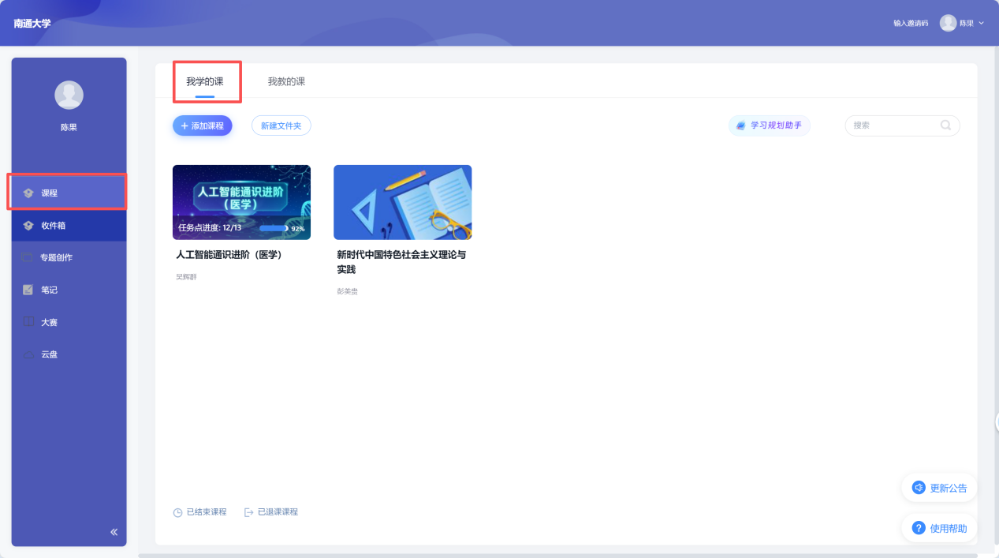 南通大学
输入邀请码
陈果
陈果
课程
收件箱
专题创作
笔记
大赛
云盘
我学的课
我教的课
+ 添加课程
新建文件夹
学习规划助手
搜索
人工智能通识进阶
（医学）
任务点进度: 12/13
92%
人工智能通识进阶（医学）
吴辉群
新时代中国特色社会主义理论与
实践
彭美贵
已结束课程
已退课课程
更新公告
使用帮助